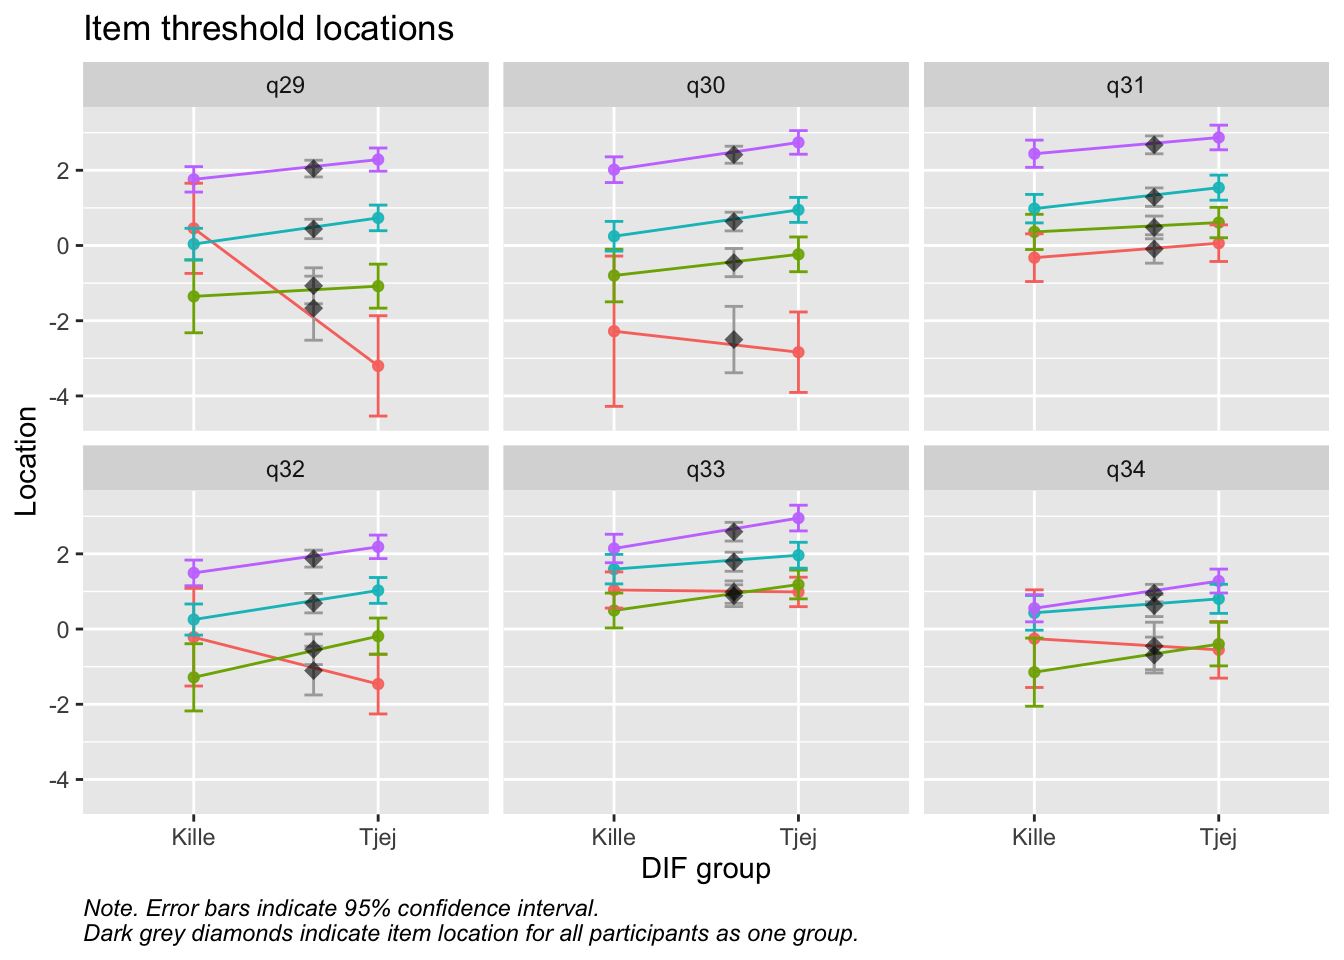 Item threshold locations
q29 q30 q31
2
0
-2
-4
Location
q32 q33 q34
2
0
-2
-4
Kille Tjej Kille Tjej Kille Tjej
DIF group
Note. Error bars indicate 95% confidence interval.
Dark grey diamonds indicate item location for all participants as one group.